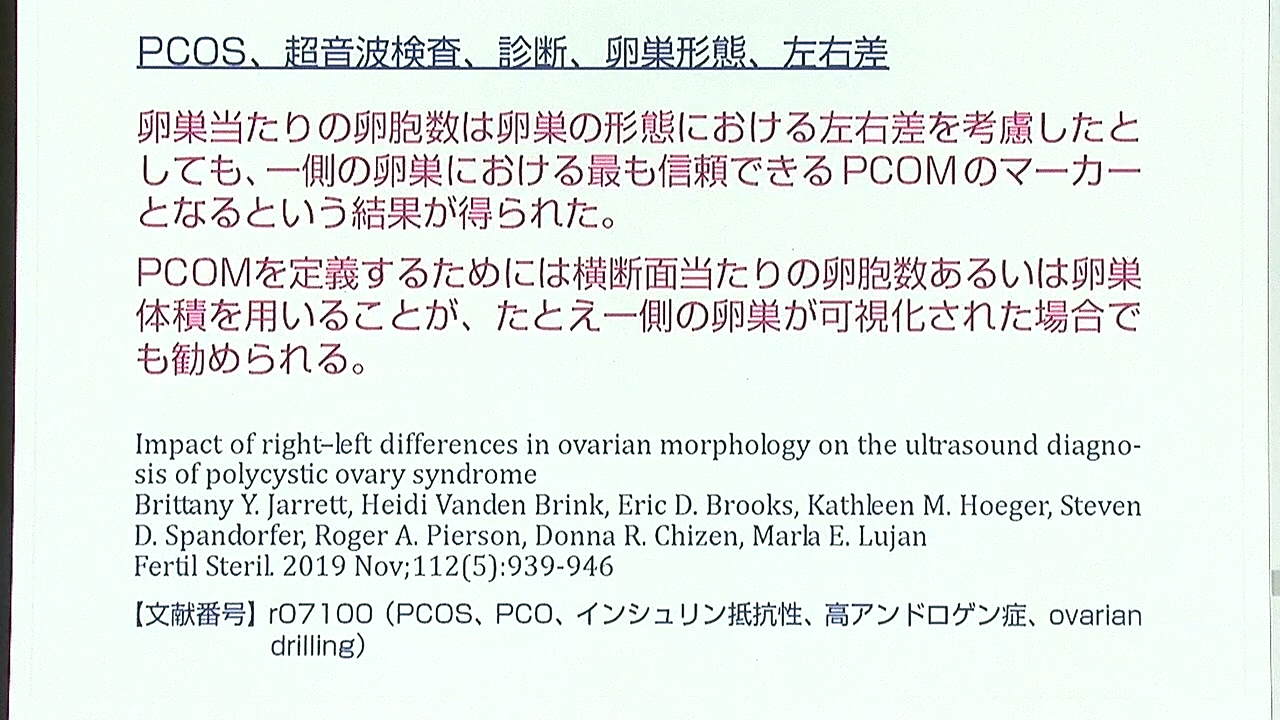 PCOS、超音波検査、診断、卵巣形態、左右差
卵巣当たりの卵胞数は卵巣の形態における左右差を考慮したと
しても、一側の卵巣における最も信頼できるPCOMのマーカー
となるという結果が得られた。
PCOMを定義するためには横断面当たりの卵胞数あるいは卵巣
体積を用いることが、たとえ一側の卵巣が可視化された場合で
も勧められる。
Impact of right–left differences in ovarian morphology on the ultrasound diagno-
sis of polycystic ovary syndrome
Brittany Y. Jarrett, Heidi Vanden Brink, Eric D. Brooks, Kathleen M. Hoeger, Steven
D. Spandorfer, Roger A. Pierson, Donna R. Chizen, Marla E. Lujan
Fertil Steril. 2019 Nov;112(5):939-946
【文献番号】r07100（PCOS、PCO、インシュリン抵抗性、高アンドロゲン症、ovarian
drilling）